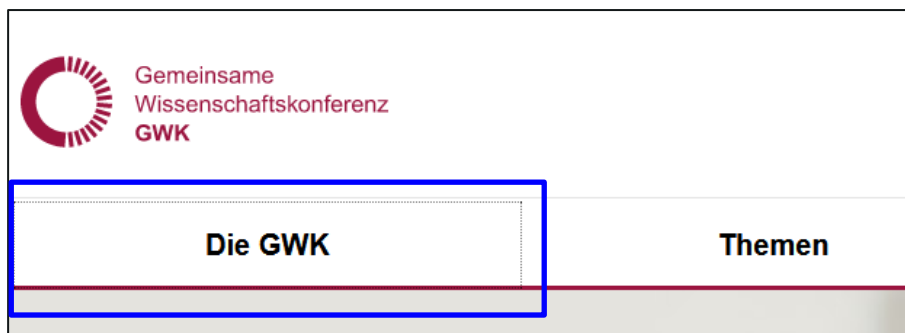 Gemeinsame
Wissenschaftskonferenz
GWK
Die GWK
Themen